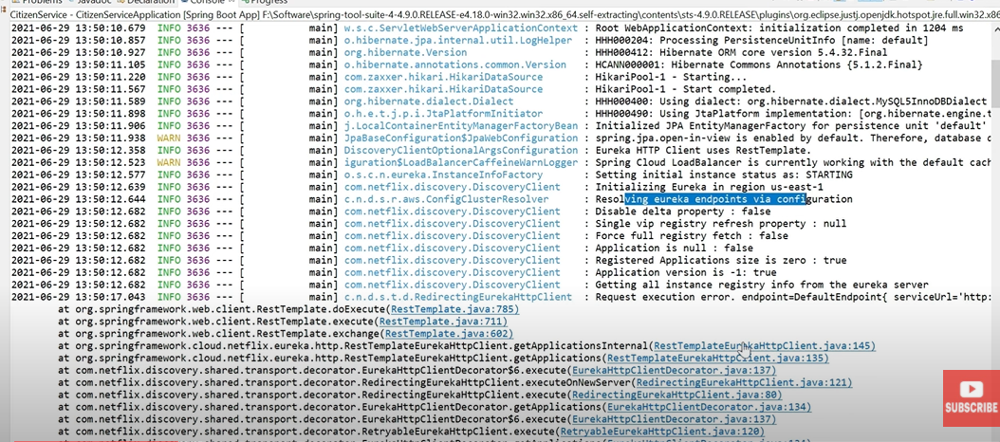 Problems Javadoc Declaration Console Progress
CitizenService - CitizenServiceApplication [Spring Boot App] F:\Software\spring-tool-suite-4-4.9.0.RELEASE-e4.18.0-win32.win32.x86_64.self-extracting\contents\sts-4.9.0.RELEASE\plugins\org.eclipse.justj.openjdk.hotspot.jre.full.win32.x86
2021-06-29 13:50:10.679 INFO 3636 --- [ main] w.s.c.ServletWebServerApplicationContext : Root WebApplicationContext: initialization completed in 1204 ms
2021-06-29 13:50:10.857 INFO 3636 --- [ main] o.hibernate.jpa.internal.util.LogHelper : HHH000204: Processing PersistenceUnitInfo [name: default]
2021-06-29 13:50:10.927 INFO 3636 --- [ main] org.hibernate.Version : HHH000412: Hibernate ORM core version 5.4.32.Final
2021-06-29 13:50:11.105 INFO 3636 --- [ main] o.hibernate.annotations.common.Version : HCANN000001: Hibernate Commons Annotations {5.1.2.Final}
2021-06-29 13:50:11.220 INFO 3636 --- [ main] com.zaxxer.hikari.HikariDataSource : HikariPool-1 - Starting...
2021-06-29 13:50:11.567 INFO 3636 --- [ main] com.zaxxer.hikari.HikariDataSource : HikariPool-1 - Start completed.
2021-06-29 13:50:11.589 INFO 3636 --- [ main] org.hibernate.dialect.Dialect : HHH000400: Using dialect: org.hibernate.dialect.MySQL5InnoDBDialect
2021-06-29 13:50:11.898 INFO 3636 --- [ main] o.h.e.t.j.p.i.JtaPlatformInitiator : HHH000490: Using JtaPlatform implementation: [org.hibernate.engine.t
2021-06-29 13:50:11.906 INFO 3636 --- [ main] j.LocalContainerEntityManagerFactoryBean : Initialized JPA EntityManagerFactory for persistence unit 'default'
2021-06-29 13:50:11.938 WARN 3636 --- [ main] JpaBaseConfiguration$JpaWebConfiguration : spring.jpa.open-in-view is enabled by default. Therefore, database
2021-06-29 13:50:12.358 INFO 3636 --- [ main] DiscoveryClientOptionalArgsConfiguration : Eureka HTTP Client uses RestTemplate.
2021-06-29 13:50:12.523 WARN 3636 --- [ main] iguration$LoadBalancerCaffeineWarnLogger : Spring Cloud LoadBalancer is currently working with the default cach
2021-06-29 13:50:12.577 INFO 3636 --- [ main] o.s.c.n.eureka.InstanceInfoFactory : Setting initial instance status as: STARTING
2021-06-29 13:50:12.639 INFO 3636 --- [ main] com.netflix.discovery.DiscoveryClient : Initializing Eureka in region us-east-1
2021-06-29 13:50:12.644 INFO 3636 --- [ main] c.n.d.s.r.aws.ConfigClusterResolver : Resolving eureka endpoints via configuration
2021-06-29 13:50:12.682 INFO 3636 --- [ main] com.netflix.discovery.DiscoveryClient : Disable delta property : false
2021-06-29 13:50:12.682 INFO 3636 --- [ main] com.netflix.discovery.DiscoveryClient : Single vip registry refresh property : null
2021-06-29 13:50:12.682 INFO 3636 --- [ main] com.netflix.discovery.DiscoveryClient : Force full registry fetch : false
2021-06-29 13:50:12.682 INFO 3636 --- [ main] com.netflix.discovery.DiscoveryClient : Application is null : false
2021-06-29 13:50:12.682 INFO 3636 --- [ main] com.netflix.discovery.DiscoveryClient : Registered Applications size is zero : true
2021-06-29 13:50:12.682 INFO 3636 --- [ main] com.netflix.discovery.DiscoveryClient : Application version is -1: true
2021-06-29 13:50:12.682 INFO 3636 --- [ main] com.netflix.discovery.DiscoveryClient : Getting all instance registry info from the eureka server
2021-06-29 13:50:17.043 INFO 3636 --- [ main] c.n.d.s.t.d.RedirectingEurekaHttpClient : Request execution error. endpoint=DefaultEndpoint{ serviceUrl='http:
at org.springframework.web.client.RestTemplate.doExecute(RestTemplate.java:785)
at org.springframework.web.client.RestTemplate.execute(RestTemplate.java:711)
at org.springframework.web.client.RestTemplate.exchange(RestTemplate.java:602)
at org.springframework.cloud.netflix.eureka.http.RestTemplateEurekaHttpClient.getApplicationsInternal(RestTemplateEurekaHttpClient.java:145)
at org.springframework.cloud.netflix.eureka.http.RestTemplateEurekaHttpClient.getApplications(RestTemplateEurekaHttpClient.java:135)
at com.netflix.discovery.shared.transport.decorator.EurekaHttpClientDecorator$6.execute(EurekaHttpClientDecorator.java:137)
at com.netflix.discovery.shared.transport.decorator.RedirectingEurekaHttpClient.executeOnNewServer(RedirectingEurekaHttpClient.java:121)
at com.netflix.discovery.shared.transport.decorator.RedirectingEurekaHttpClient.execute(RedirectingEurekaHttpClient.java:80)
at com.netflix.discovery.shared.transport.decorator.EurekaHttpClientDecorator.getApplications(EurekaHttpClientDecorator.java:134)
at com.netflix.discovery.shared.transport.decorator.EurekaHttpClientDecorator$6.execute(EurekaHttpClientDecorator.java:137)
at com.netflix.discovery.shared.transport.decorator.RetryableEurekaHttpClient.execute(RetryableEurekaHttpClient.java:120)
SUBSCRIBE